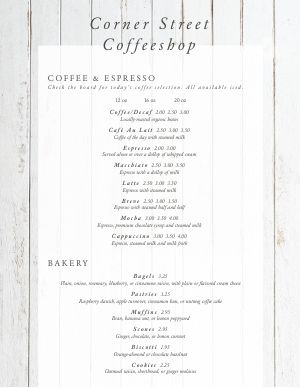 Corner Street
Coffeeshop
COFFEE & ESPRESSO
Check the board for today's coffee selection. All available iced.
12 oz 16 oz 20 oz
Coffee/Decaf 2.00 2.50 3.00
Locally-roasted organic beans
Café Au Lait 2.50 3.00 3.50
Coffee of the day with steamed milk
Espresso 2.00 3.00
Served alone or over a dollop of whipped cream
Macchiato 2.50 3.00 3.50
Espresso with a dollop of milk
Latte 2.50 3.00 3.50
Espresso with steamed milk
Breve 2.50 3.00 3.50
Espresso with steamed half and half
Mocha 3.00 3.50 4.00
Espresso, premium chocolate syrup and steamed milk
Cappuccino 3.00 3.50 4.00
Espresso, steamed milk and milk froth
BAKERY
Bagels 3.25
Plain, onion, rosemary, blueberry, or cinnamon raisin, with plain or flavored cream cheese
Pastries 3.25
Raspberry danish, apple turnover, cinnamon bun, or nutmeg coffee cake
Muffins 2.95
Bran, banana nut, or lemon poppyseed
Scones 2.95
Ginger, chocolate, or lemon currant
Biscotti 1.95
Orange-almond or chocolate hazelnut
Cookies 2.25
Oatmeal raisin, shortbread, or ginger molasses